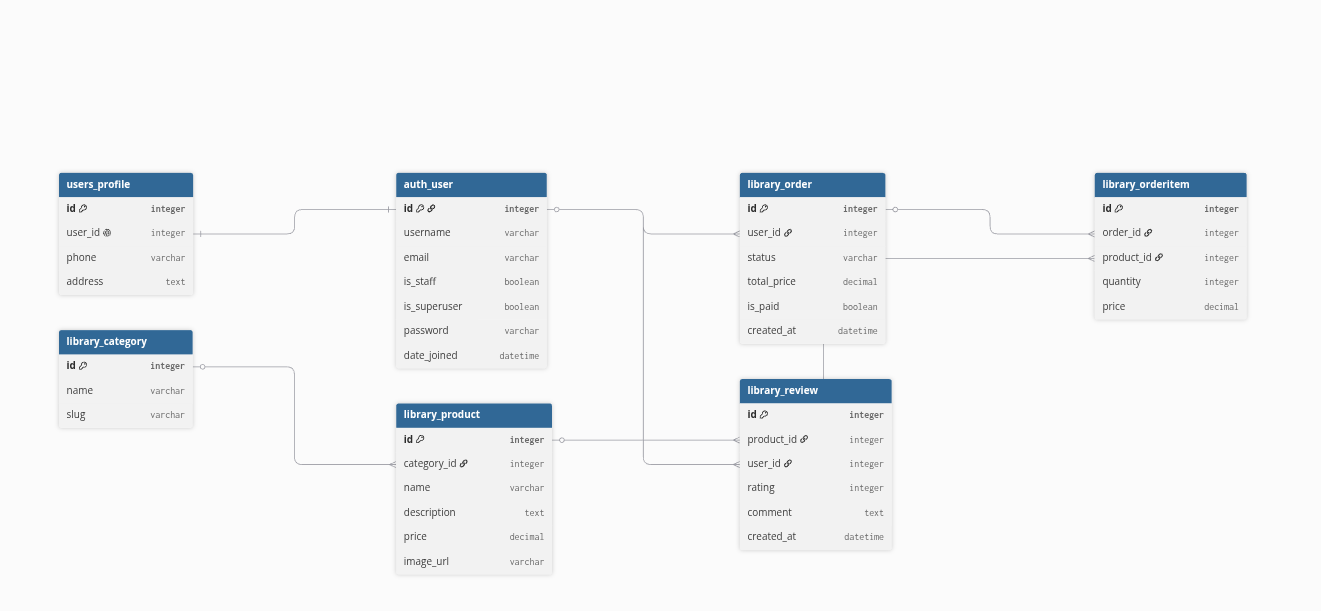 users_profile
id integer
user_id integer
phone varchar
address text
auth_user
id integer
username varchar
email varchar
is_staff boolean
is_superuser boolean
password varchar
date_joined datetime
library_order
id integer
user_id integer
status varchar
total_price decimal
is_paid boolean
created_at datetime
library_orderitem
id integer
order_id integer
product_id integer
quantity integer
price decimal
library_category
id integer
name varchar
slug varchar
library_product
id integer
category_id integer
name varchar
description text
price decimal
image_url varchar
library_review
id integer
product_id integer
user_id integer
rating integer
comment text
created_at datetime